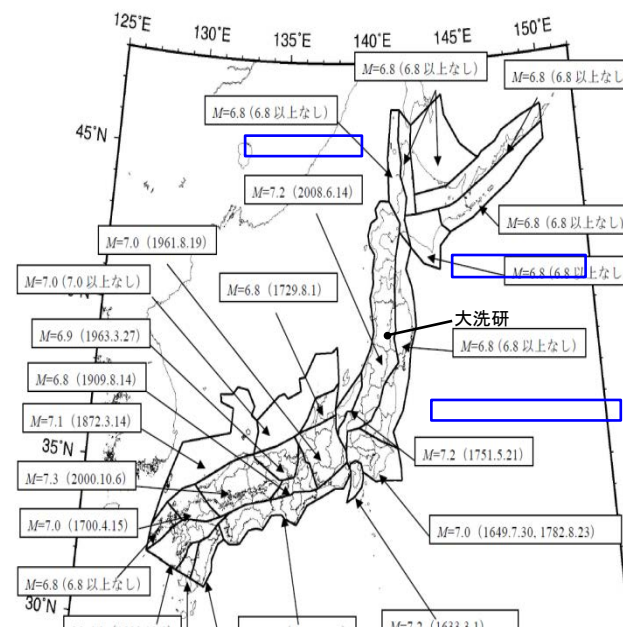 125°E 130°E 135°E 140°E 145°E 150°E
M=6.8 (6.8 以上なし)
M=6.8 (6.8 以上なし
M=6.8 (6.8 以上なし)
45°N
M=7.2 (2008.6.14)
M=6.8 (6.8 以上なし)
M=7.0 (1961.8.19)
M=7.0 (7.0 以上なし)
M=6.8 (6.8 以上なし
M=6.8 (1729.8.1)
大洗研
M=6.9 (1963.3.27)
M=6.8 (6.8 以上なし)
M=6.8 (1909.8.14)
M=7.1 (1872.3.14)
35°N
M=7.2 (1751.5.21)
M=7.3 (2000.10.6)
M=7.0 (1700.4.15)
M=7.0 (1649.7.30, 1782.8.23)
M=6.8 (6.8 以上なし)
30°N
M=7.2 (1633.3.1)